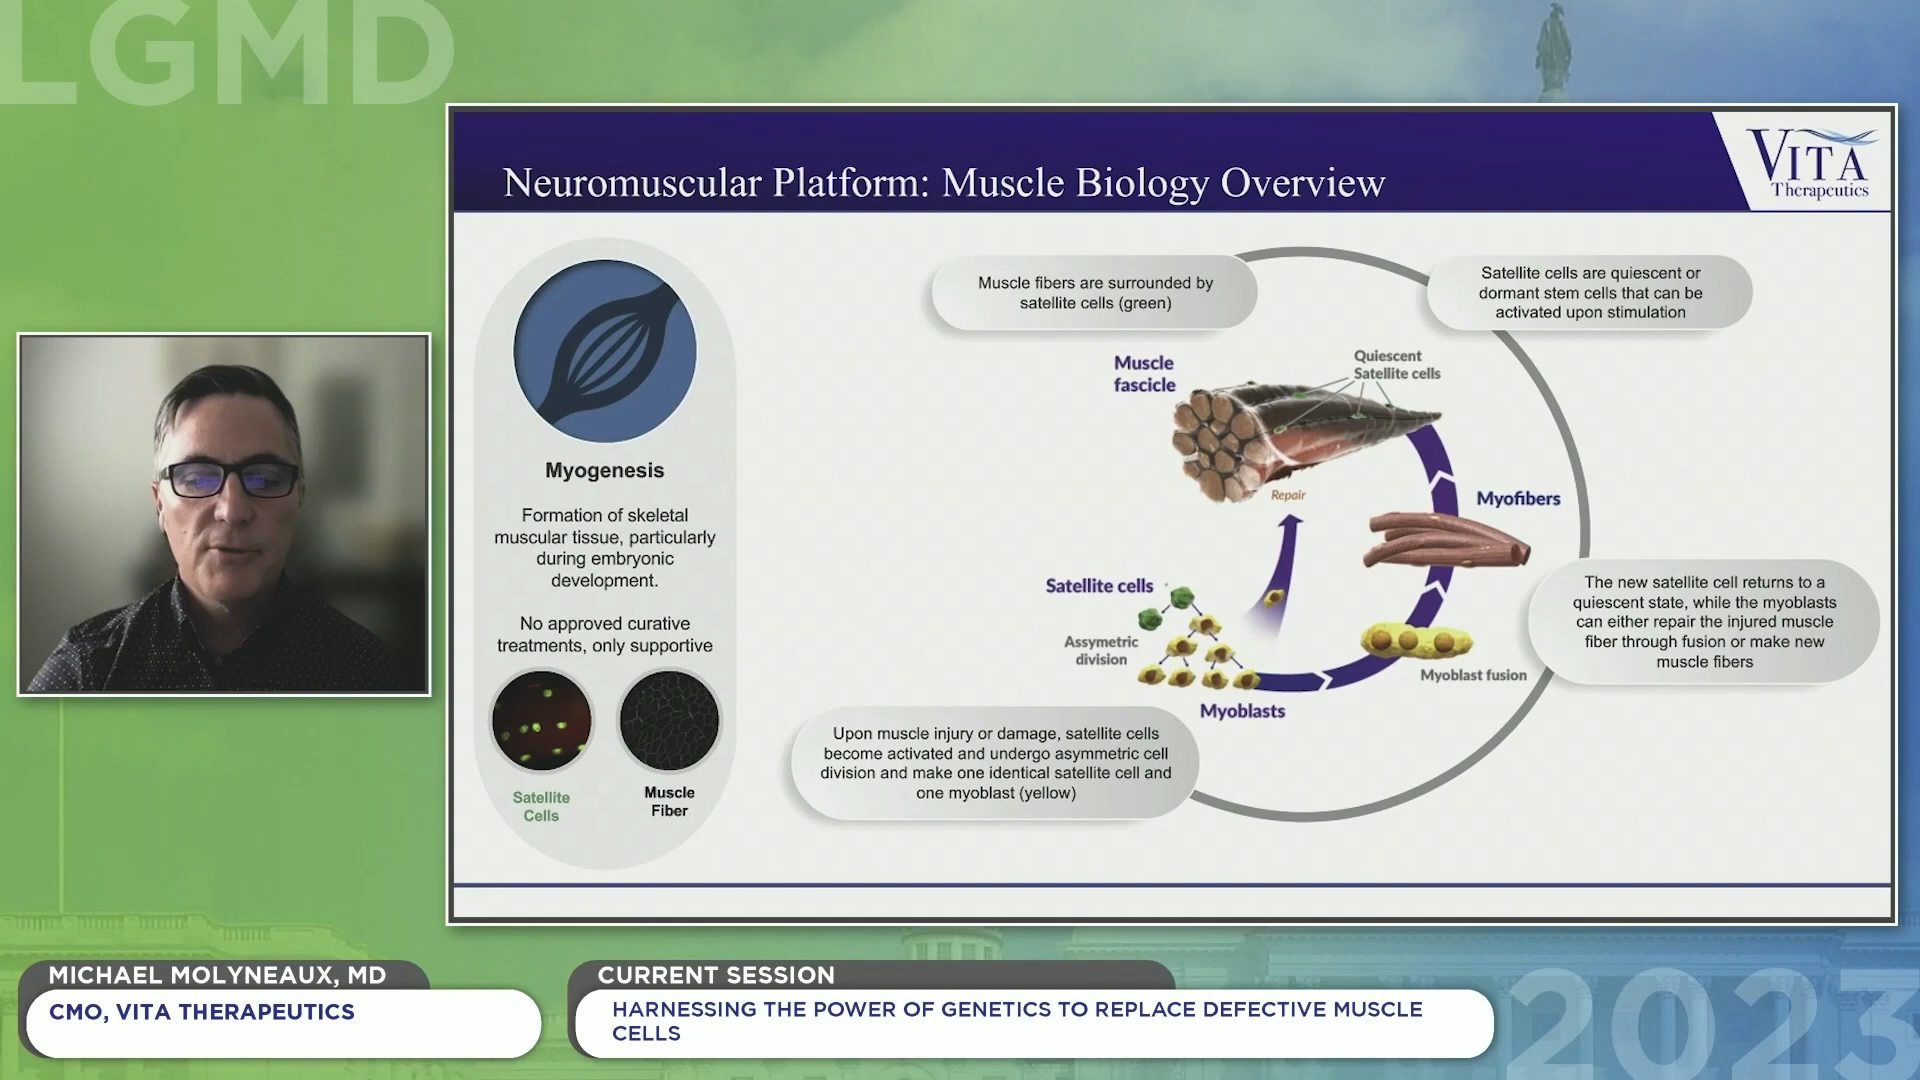 LGMD
Neuromuscular Platform: Muscle Biology Overview
VITA
Therapeutics
Myogenesis
Formation of skeletal
muscular tissue, particularly
during embryonic
development.
No approved curative
treatments, only supportive
Satellite
Cells
Muscle
Fiber
Muscle fibers are surrounded by
satellite cells (green)
Satellite cells are quiescent or
dormant stem cells that can be
activated upon stimulation
Muscle
fascicle
Quiescent
Satellite cells
Repair
Myofibers
Satellite cells
Assymetric
division
Myoblast fusion
Myoblasts
The new satellite cell returns to a
quiescent state, while the myoblasts
can either repair the injured muscle
fiber through fusion or make new
muscle fibers
Upon muscle injury or damage, satellite cells
become activated and undergo asymmetric cell
division and make one identical satellite cell and
one myoblast (yellow)
MICHAEL MOLYNEAUX, MD
CMO, VITA THERAPEUTICS
CURRENT SESSION
HARNESSING THE POWER OF GENETICS TO REPLACE DEFECTIVE MUSCLE
CELLS
2023